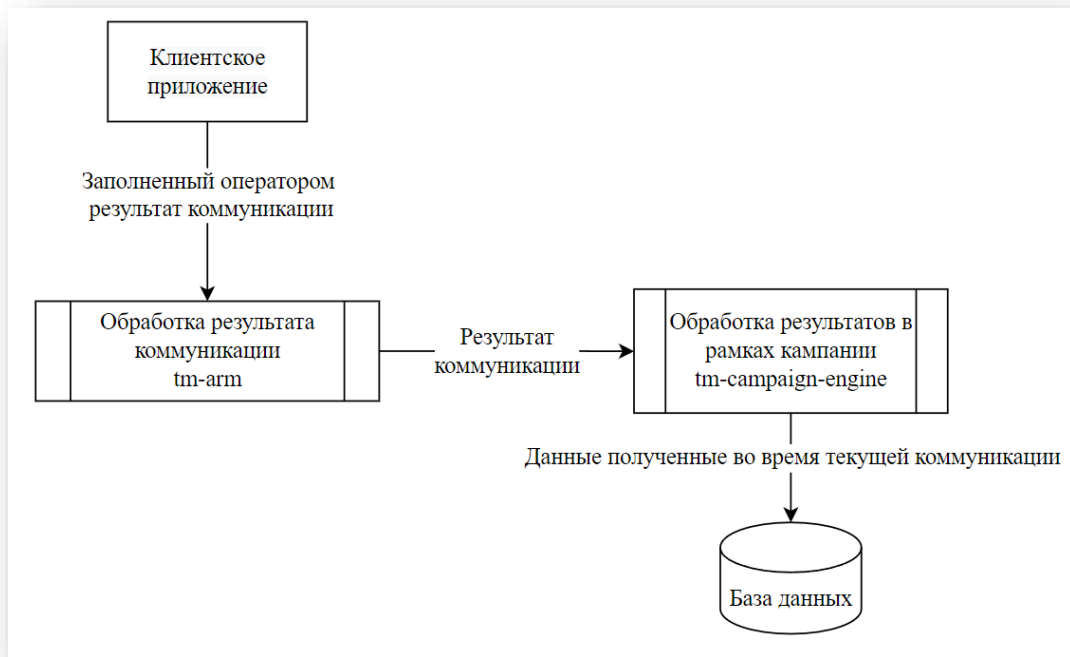 Клиентское
приложение
Заполненный оператором
результат коммуникации
Обработка результата
коммуникации
tm-arm
Результат
коммуникации
Обработка результатов в
рамках кампании
tm-campaign-engine
Данные полученные во время текущей коммуникации
База данных